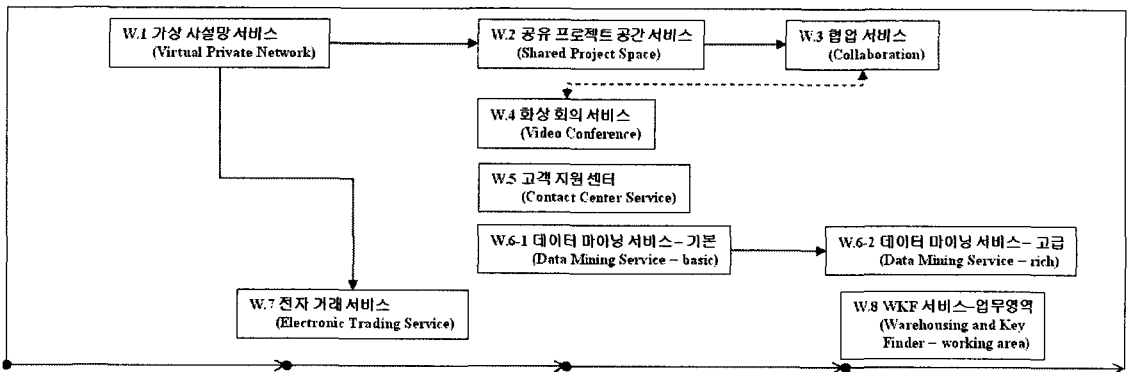 W.1 가상 사설망 서비스
(Virtual Private Network)
W.2 공유 프로젝트 공간 서비스
(Shared Project Space)
W.3 협업 서비스
(Collaboration)
W.4 화상 회의 서비스
(Video Conference)
W.5 고객 지원 센터
(Contact Center Service)
W.6-1 데이터 마이닝 서비스– 기본
(Data Mining Service – basic)
W.6-2 데이터 마이닝 서비스– 고급
(Data Mining Service – rich)
W.7 전자 거래 서비스
(Electronic Trading Service)
W.8 WKF 서비스–업무영역
(Warehousing and Key
Finder – working area)